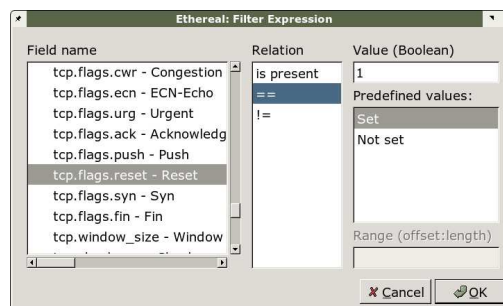 Ethereal: Filter Expression
Field name
tcp.flags.cwr - Congestion
tcp.flags.ecn - ECN-Echo
tcp.flags.urg - Urgent
tcp.flags.ack - Acknowledg
tcp.flags.push - Push
tcp.flags.reset - Reset
tcp.flags.syn - Syn
tcp.flags.fin - Fin
tcp.window_size - Window
Relation
is present
==
!=
Value (Boolean)
1
Predefined values:
Set
Not set
Range (offset:length)
Cancel
OK